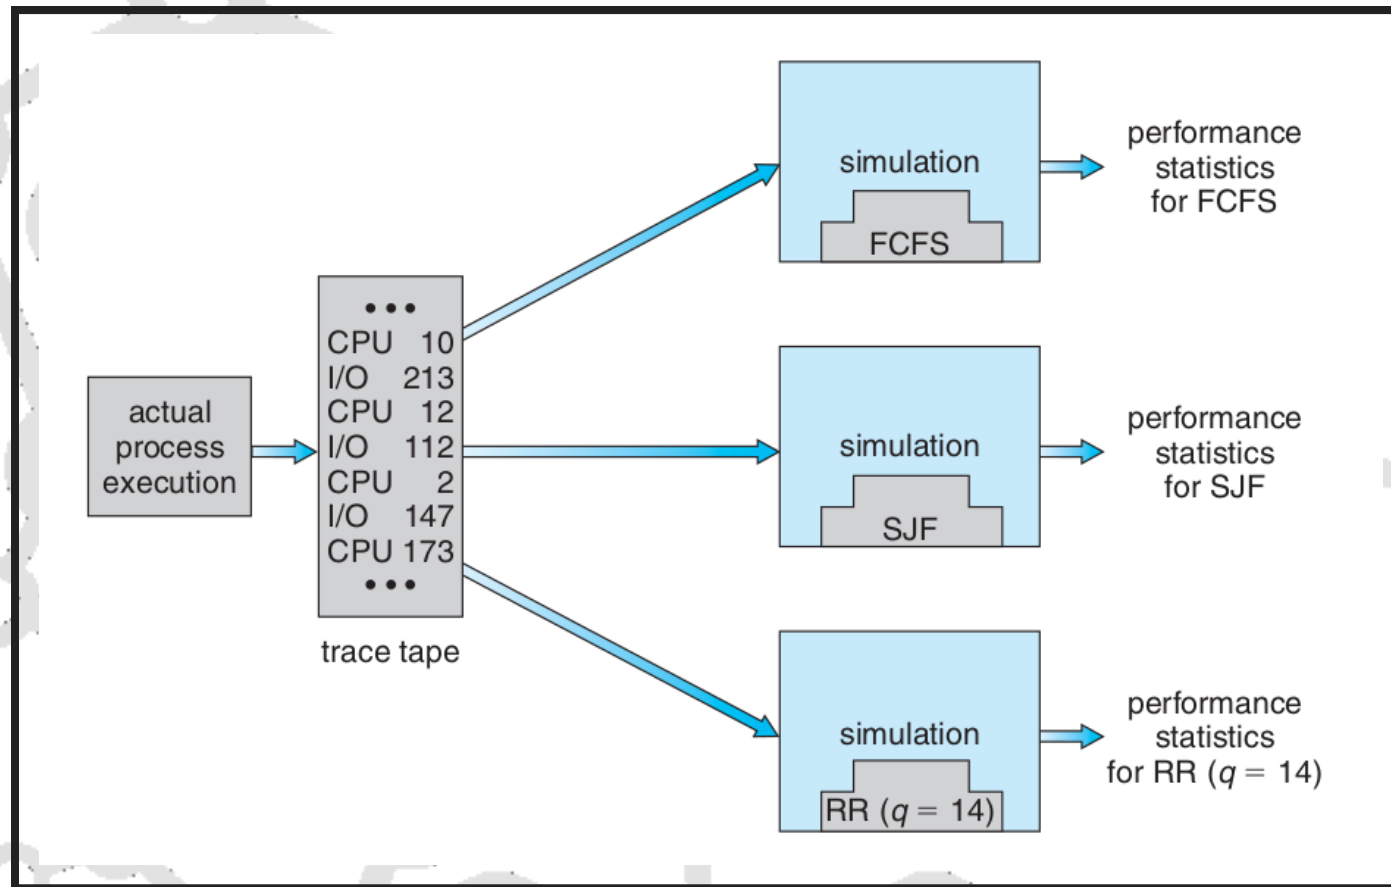 actual
process
execution
• • •
CPU 10
I/O 213
CPU 12
I/O 112
CPU 2
I/O 147
CPU 173
• • •
trace tape
simulation
FCFS
performance
statistics
for FCFS
simulation
SJF
performance
statistics
for SJF
simulation
RR (q = 14)
performance
statistics
for RR (q = 14)